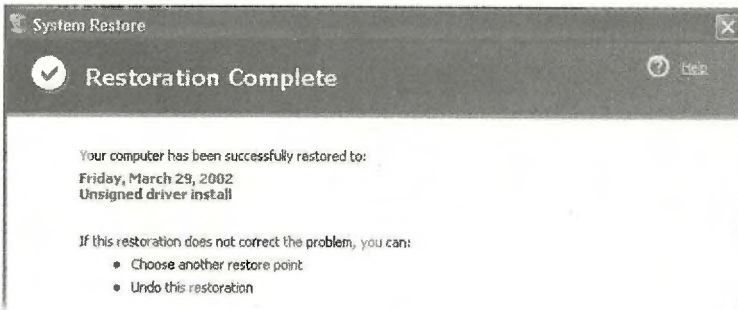 System Restore
Restoration Complete
Help
Your computer has been successfully restored to:
Friday, March 29, 2002
Unsigned driver install
If this restoration does not correct the problem, you can:
• Choose another restore point
• Undo this restoration